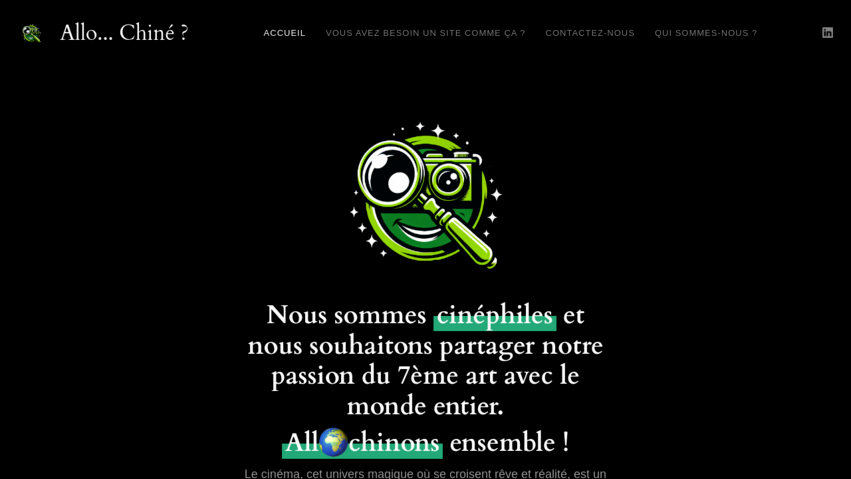 Allo... Chiné ?
ACCUEIL
VOUS AVEZ BESOIN UN SITE COMME ÇA ?
CONTACTEZ-NOUS
QUI SOMMES-NOUS ?
Nous sommes cinéphiles et
nous souhaitons partager notre
passion du 7ème art avec le
monde entier.
All🌍chinons ensemble !
Le cinéma, cet univers magique où se croisent rêve et réalité, est un